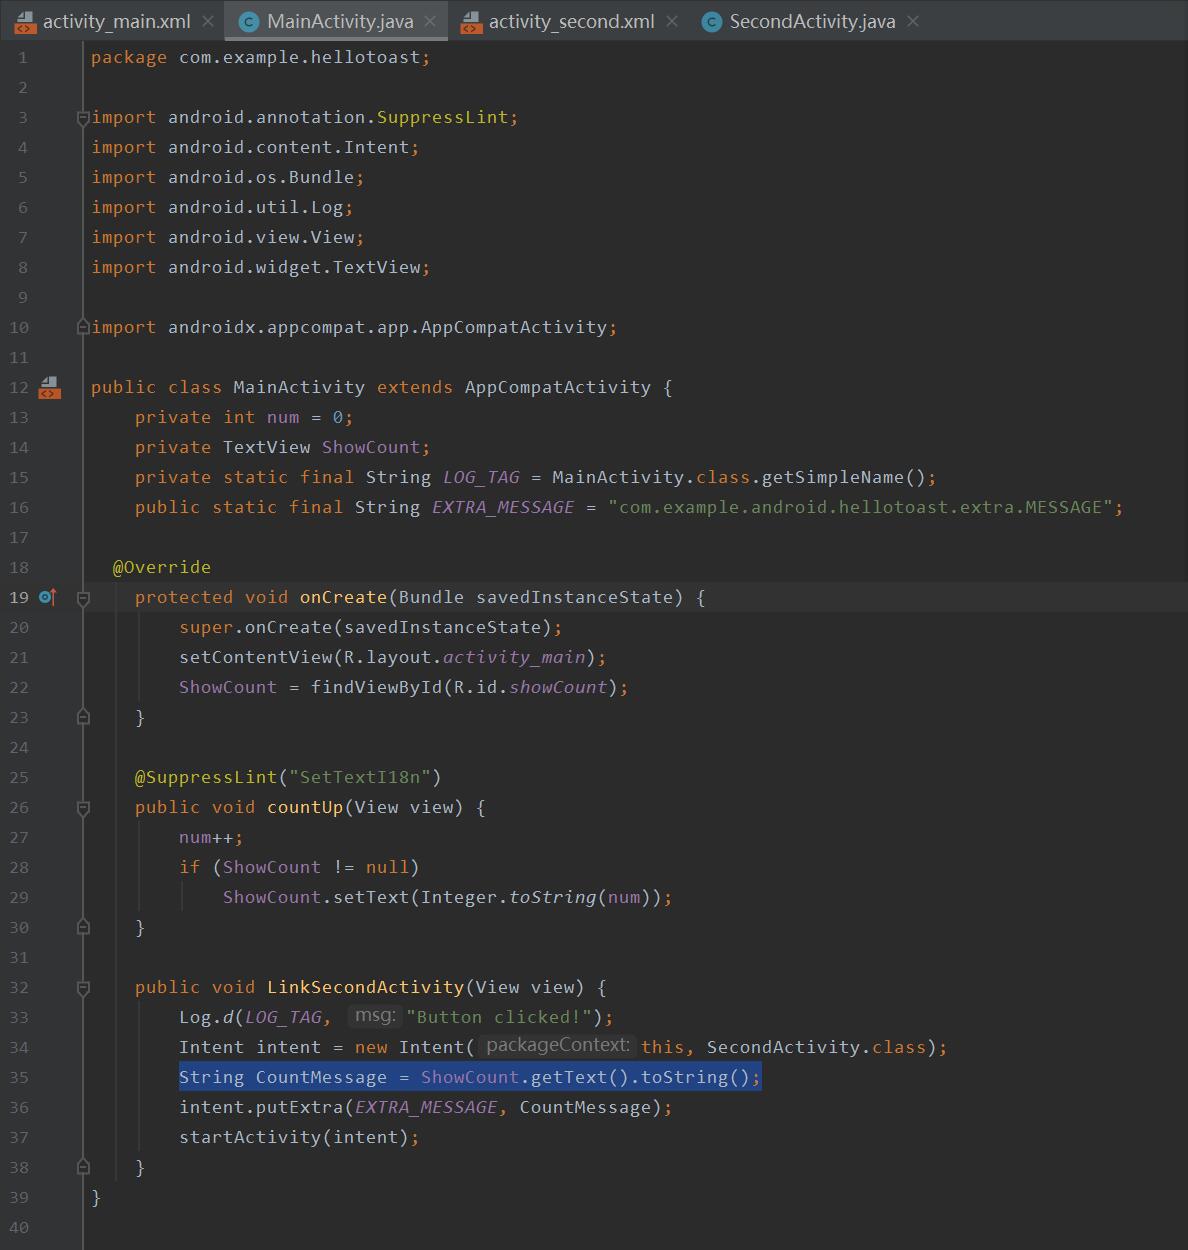 activity_main.xml MainActivity.java activity_second.xml SecondActivity.java
1 package com.example.hellotoast;
2
3 import android.annotation.SuppressLint;
4 import android.content.Intent;
5 import android.os.Bundle;
6 import android.util.Log;
7 import android.view.View;
8 import android.widget.TextView;
9
10 import androidx.appcompat.app.AppCompatActivity;
11
12 public class MainActivity extends AppCompatActivity {
13 private int num = 0;
14 private TextView ShowCount;
15 private static final String LOG_TAG = MainActivity.class.getSimpleName();
16 public static final String EXTRA_MESSAGE = "com.example.android.hellotoast.extra.MESSAGE";
17
18 @Override
19 protected void onCreate(Bundle savedInstanceState) {
20 super.onCreate(savedInstanceState);
21 setContentView(R.layout.activity_main);
22 ShowCount = findViewById(R.id.showCount);
23 }
24
25 @SuppressLint("SetTextI18n")
26 public void countUp(View view) {
27 num++;
28 if (ShowCount != null)
29 ShowCount.setText(Integer.toString(num));
30 }
31
32 public void LinkSecondActivity(View view) {
33 Log.d(LOG_TAG, msg: "Button clicked!");
34 Intent intent = new Intent( packageContext: this, SecondActivity.class);
35 String CountMessage = ShowCount.getText().toString();
36 intent.putExtra(EXTRA_MESSAGE, CountMessage);
37 startActivity(intent);
38 }
39 }
40